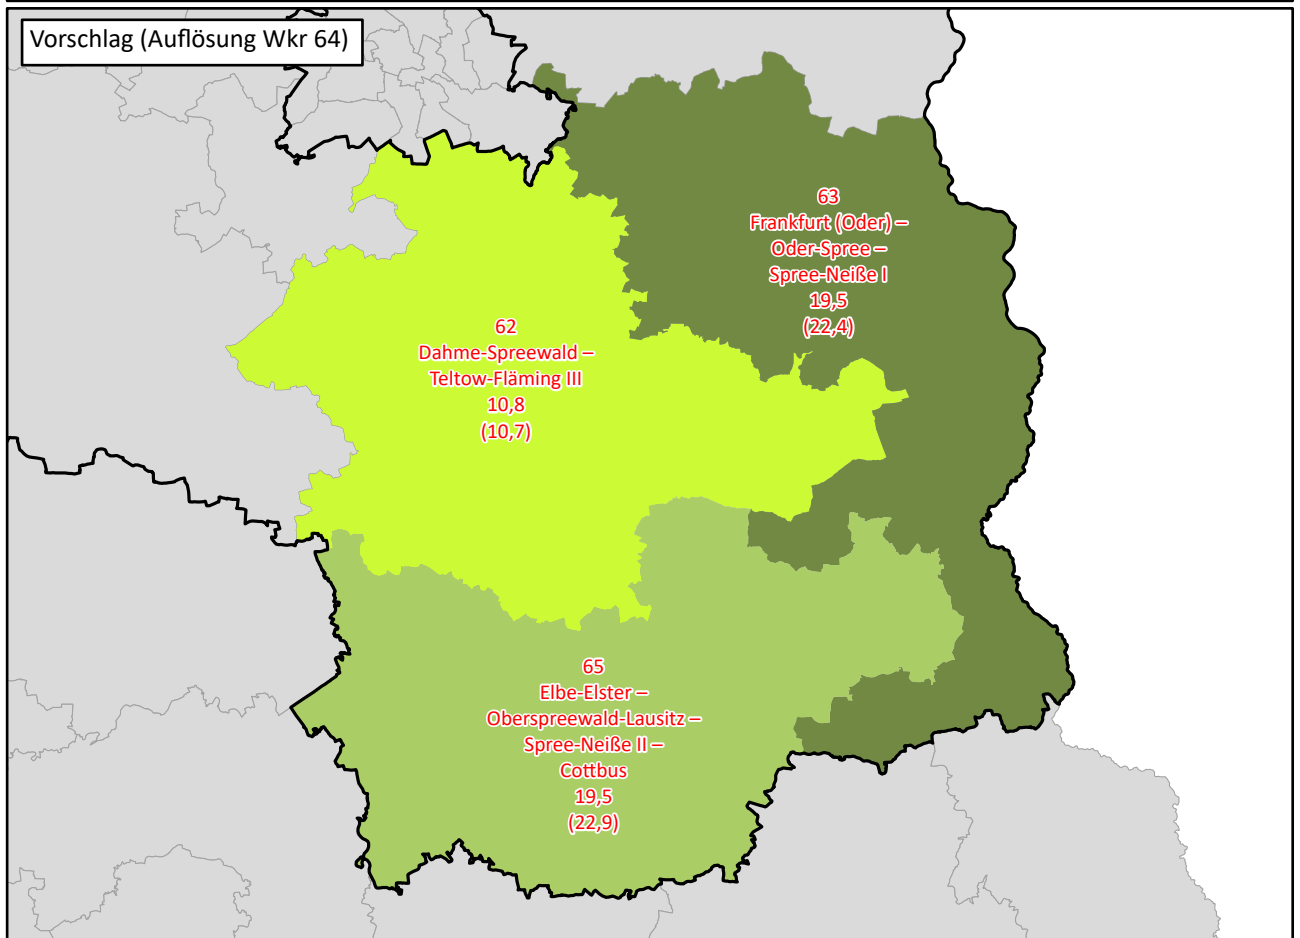 Vorschlag (Auflösung Wkr 64)
63
Frankfurt (Oder) –
Oder-Spree –
Spree-Neiße I
19,5
(22,4)
62
Dahme-Spreewald –
Teltow-Fläming III
10,8
(10,7)
65
Elbe-Elster –
Oberspreewald-Lausitz –
Spree-Neiße II –
Cottbus
19,5
(22,9)